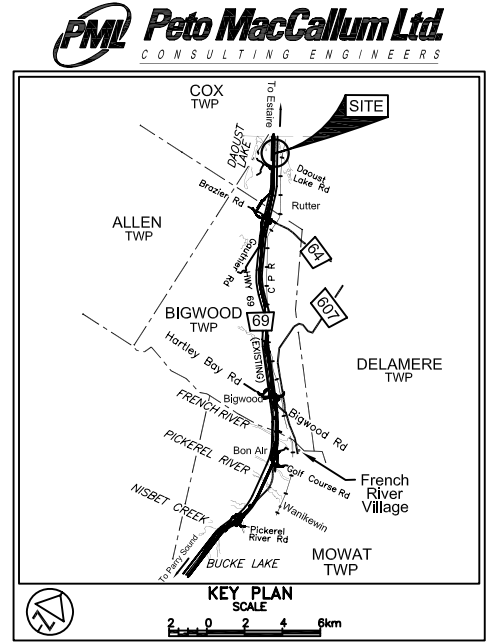 PML Peto MacCallum Ltd.
CONSULTING ENGINEERS
COX
TWP
To Estaire
SITE
DAOUST
LAKE
Daoust
Lake Rd
Brazier Rd
Rutter
ALLEN
TWP
64
Gauthier
Rd
HWY 69
CPR
607
BIGWOOD
TWP
69
(EXISTING)
Hartley Bay Rd
DELAMERE
TWP
Bigwood
Bigwood Rd
FRENCH RIVER
PICKEREL RIVER
Bon Air
Golf Course Rd
French
River
Village
NISBET CREEK
Wanikewin
Pickerel
River Rd
To Parry Sound
BUCKE LAKE
MOWAT
TWP
KEY PLAN
SCALE
2 0 2 4 6km